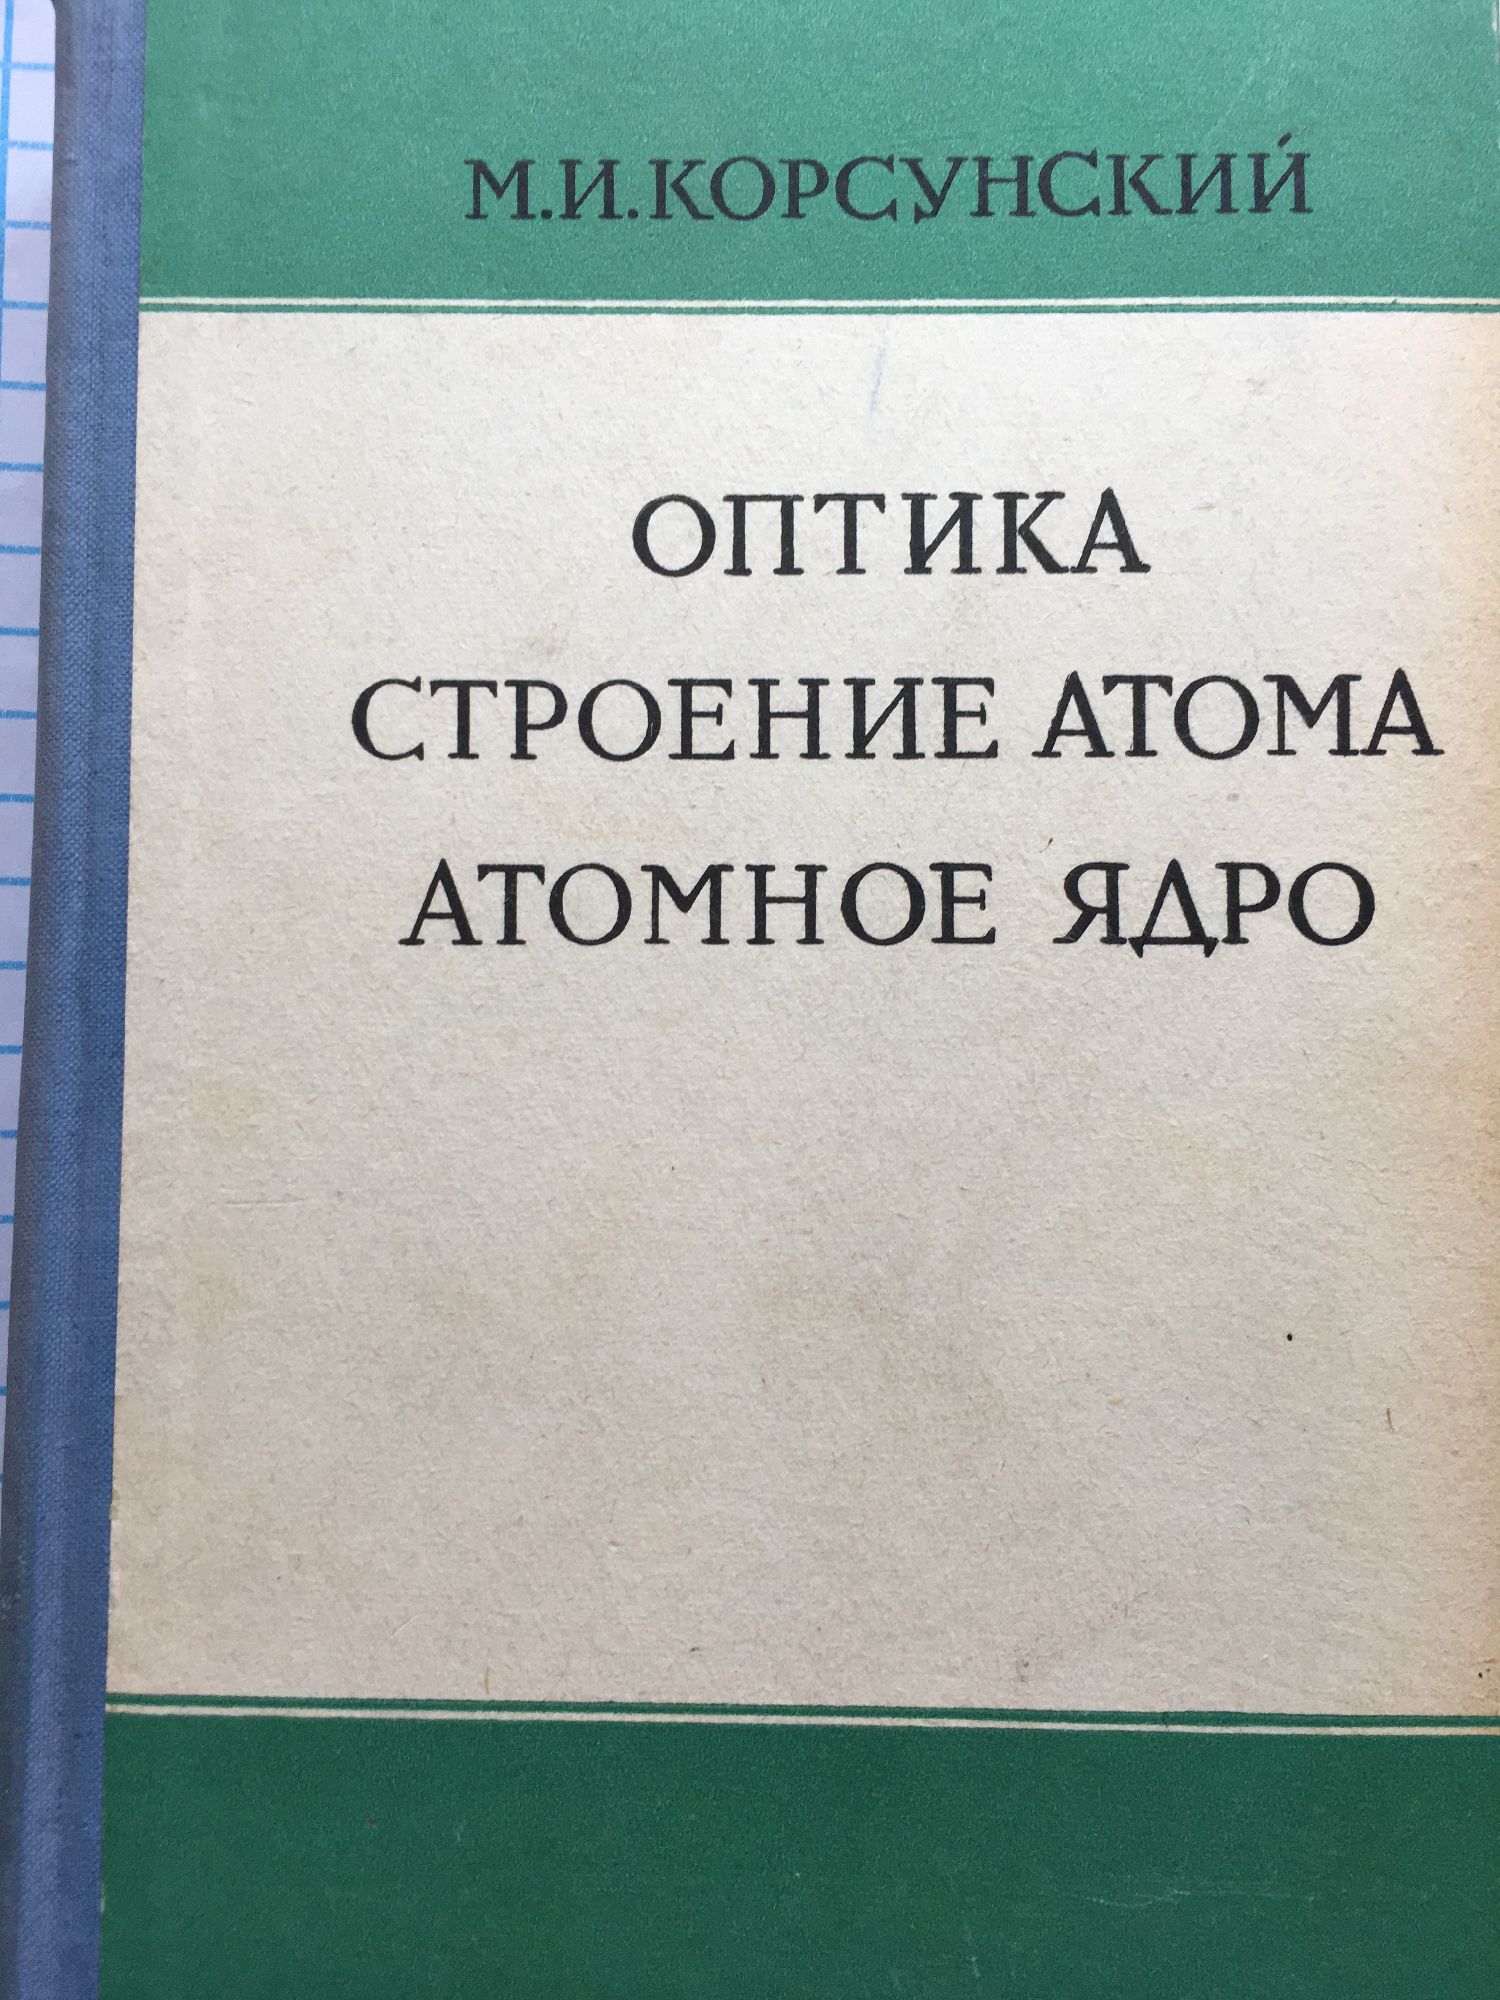 М.И.КОРСУНСКИЙ
ОПТИКА
СТРОЕНИЕ АТОМА
АТОМНОЕ ЯДРО